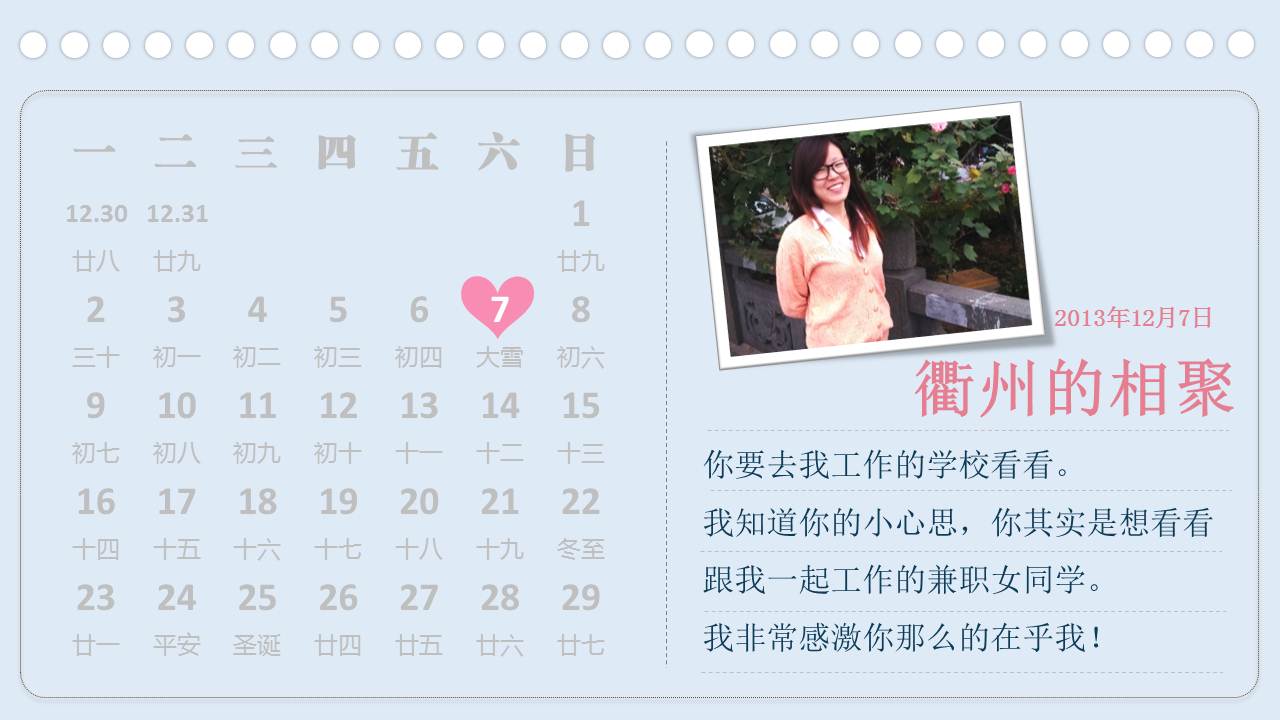 一 二 三 四 五 六 日
12.30 12.31 1
廿八 廿九 廿九
2 3 4 5 6 7 8
三十 初一 初二 初三 初四 大雪 初六
9 10 11 12 13 14 15
初七 初八 初九 初十 十一 十二 十三
16 17 18 19 20 21 22
十四 十五 十六 十七 十八 十九 冬至
23 24 25 26 27 28 29
廿一 平安 圣诞 廿四 廿五 廿六 廿七
2013年12月7日
衢州的相聚
你要去我工作的学校看看。
我知道你的小心思，你其实是想看看
跟我一起工作的兼职女同学。
我非常感激你那么的在乎我！